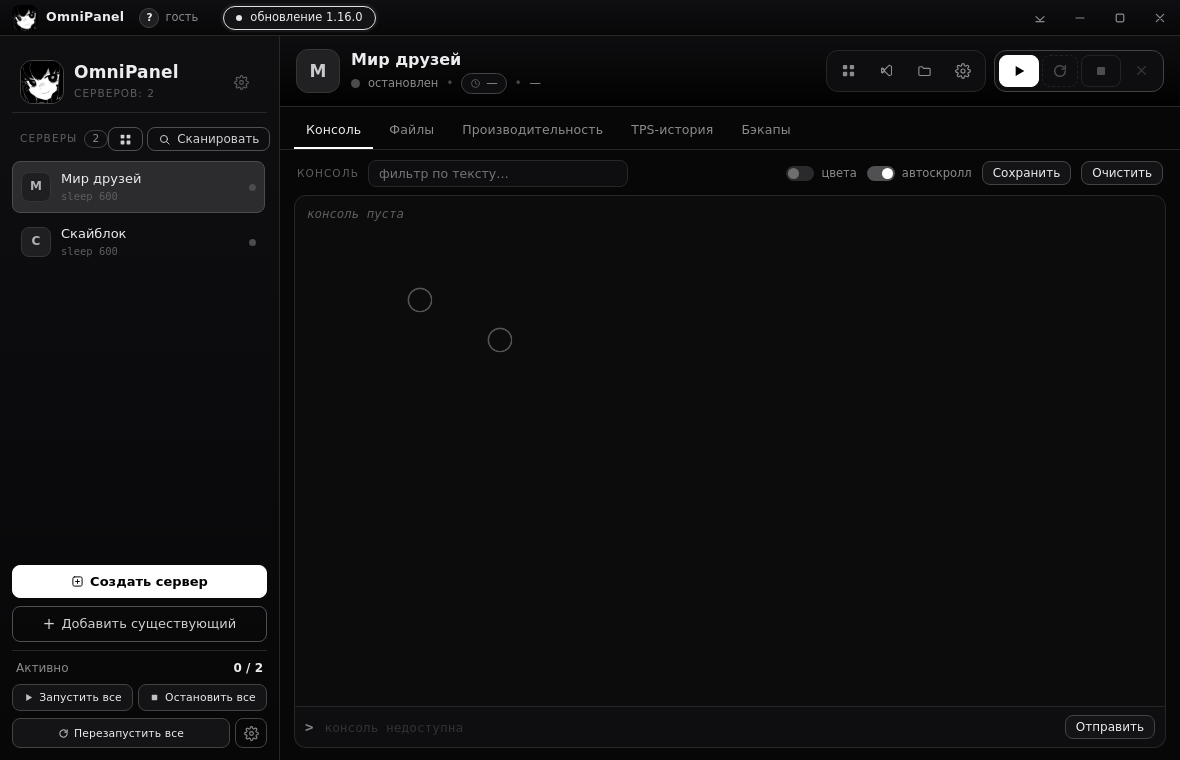 OmniPanel ? гость обновление 1.16.0
OmniPanel
СЕРВЕРОВ: 2
СЕРВЕРЫ 2 Сканировать
M Мир друзей
sleep 600
С Скайблок
sleep 600
Создать сервер
+ Добавить существующий
Активно 0 / 2
Запустить все Остановить все
Перезапустить все
M Мир друзей
остановлен • — • —
Консоль Файлы Производительность TPS-история Бэкапы
КОНСОЛЬ фильтр по тексту… цвета автоскролл Сохранить Очистить
консоль пуста
> консоль недоступна Отправить